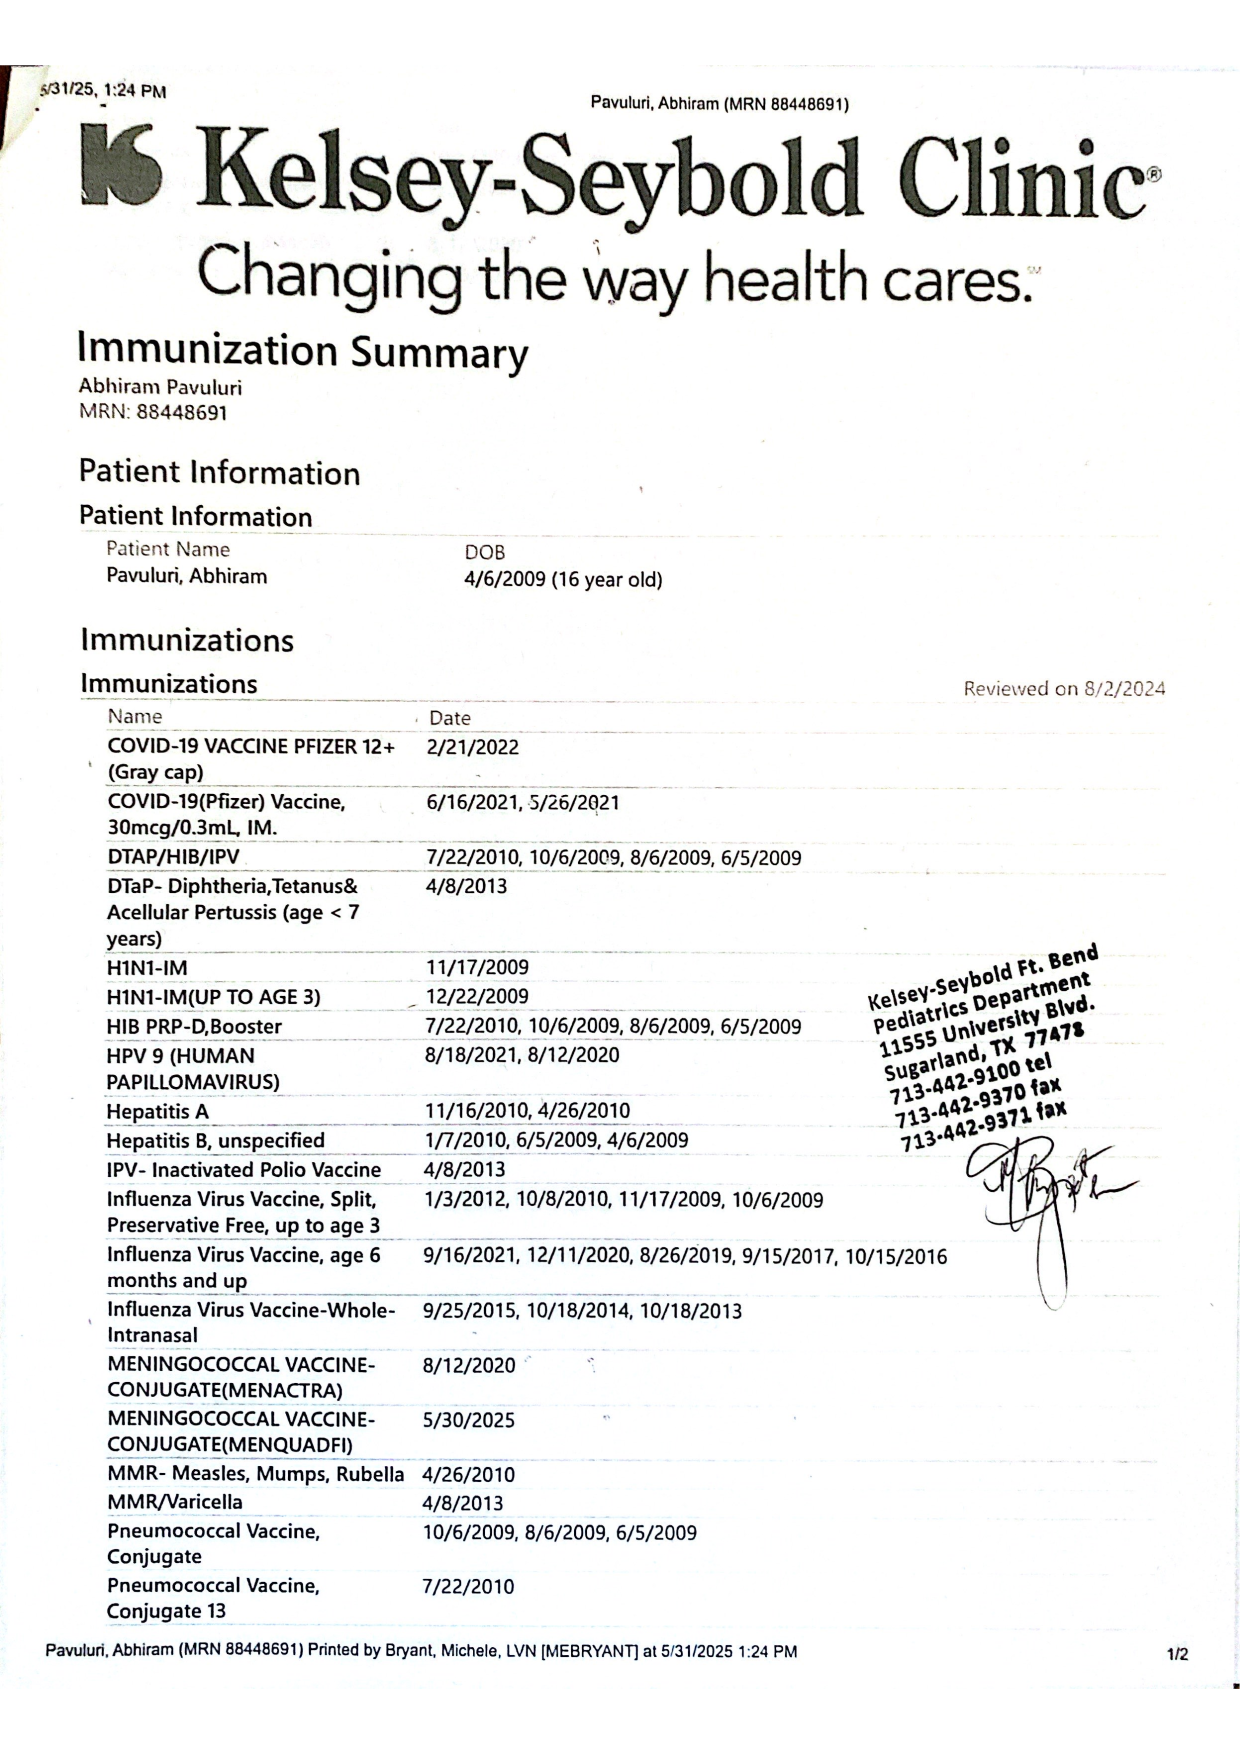 5/31/25, 1:24 PM
Pavuluri, Abhiram (MRN 88448691)
Kelsey-Seybold Clinic®
Changing the way health cares.℠
Immunization Summary
Abhiram Pavuluri
MRN: 88448691
Patient Information
Patient Information
Patient Name DOB
Pavuluri, Abhiram 4/6/2009 (16 year old)
Immunizations
Immunizations Reviewed on 8/2/2024
Name Date
COVID-19 VACCINE PFIZER 12+ 2/21/2022
(Gray cap)
COVID-19(Pfizer) Vaccine, 6/16/2021, 5/26/2021
30mcg/0.3mL, IM.
DTAP/HIB/IPV 7/22/2010, 10/6/2009, 8/6/2009, 6/5/2009
DTaP- Diphtheria,Tetanus& 4/8/2013
Acellular Pertussis (age < 7
years)
H1N1-IM 11/17/2009
H1N1-IM(UP TO AGE 3) 12/22/2009
HIB PRP-D,Booster 7/22/2010, 10/6/2009, 8/6/2009, 6/5/2009
HPV 9 (HUMAN 8/18/2021, 8/12/2020
PAPILLOMAVIRUS)
Hepatitis A 11/16/2010, 4/26/2010
Hepatitis B, unspecified 1/7/2010, 6/5/2009, 4/6/2009
IPV- Inactivated Polio Vaccine 4/8/2013
Influenza Virus Vaccine, Split, 1/3/2012, 10/8/2010, 11/17/2009, 10/6/2009
Preservative Free, up to age 3
Influenza Virus Vaccine, age 6 9/16/2021, 12/11/2020, 8/26/2019, 9/15/2017, 10/15/2016
months and up
Influenza Virus Vaccine-Whole- 9/25/2015, 10/18/2014, 10/18/2013
Intranasal
MENINGOCOCCAL VACCINE- 8/12/2020
CONJUGATE(MENACTRA)
MENINGOCOCCAL VACCINE- 5/30/2025
CONJUGATE(MENQUADFI)
MMR- Measles, Mumps, Rubella 4/26/2010
MMR/Varicella 4/8/2013
Pneumococcal Vaccine, 10/6/2009, 8/6/2009, 6/5/2009
Conjugate
Pneumococcal Vaccine, 7/22/2010
Conjugate 13
Kelsey-Seybold Ft. Bend
Pediatrics Department
11555 University Blvd.
Sugarland, TX 77478
713-442-9100 tel
713-442-9370 fax
713-442-9371 fax
Pavuluri, Abhiram (MRN 88448691) Printed by Bryant, Michele, LVN [MEBRYANT] at 5/31/2025 1:24 PM 1/2